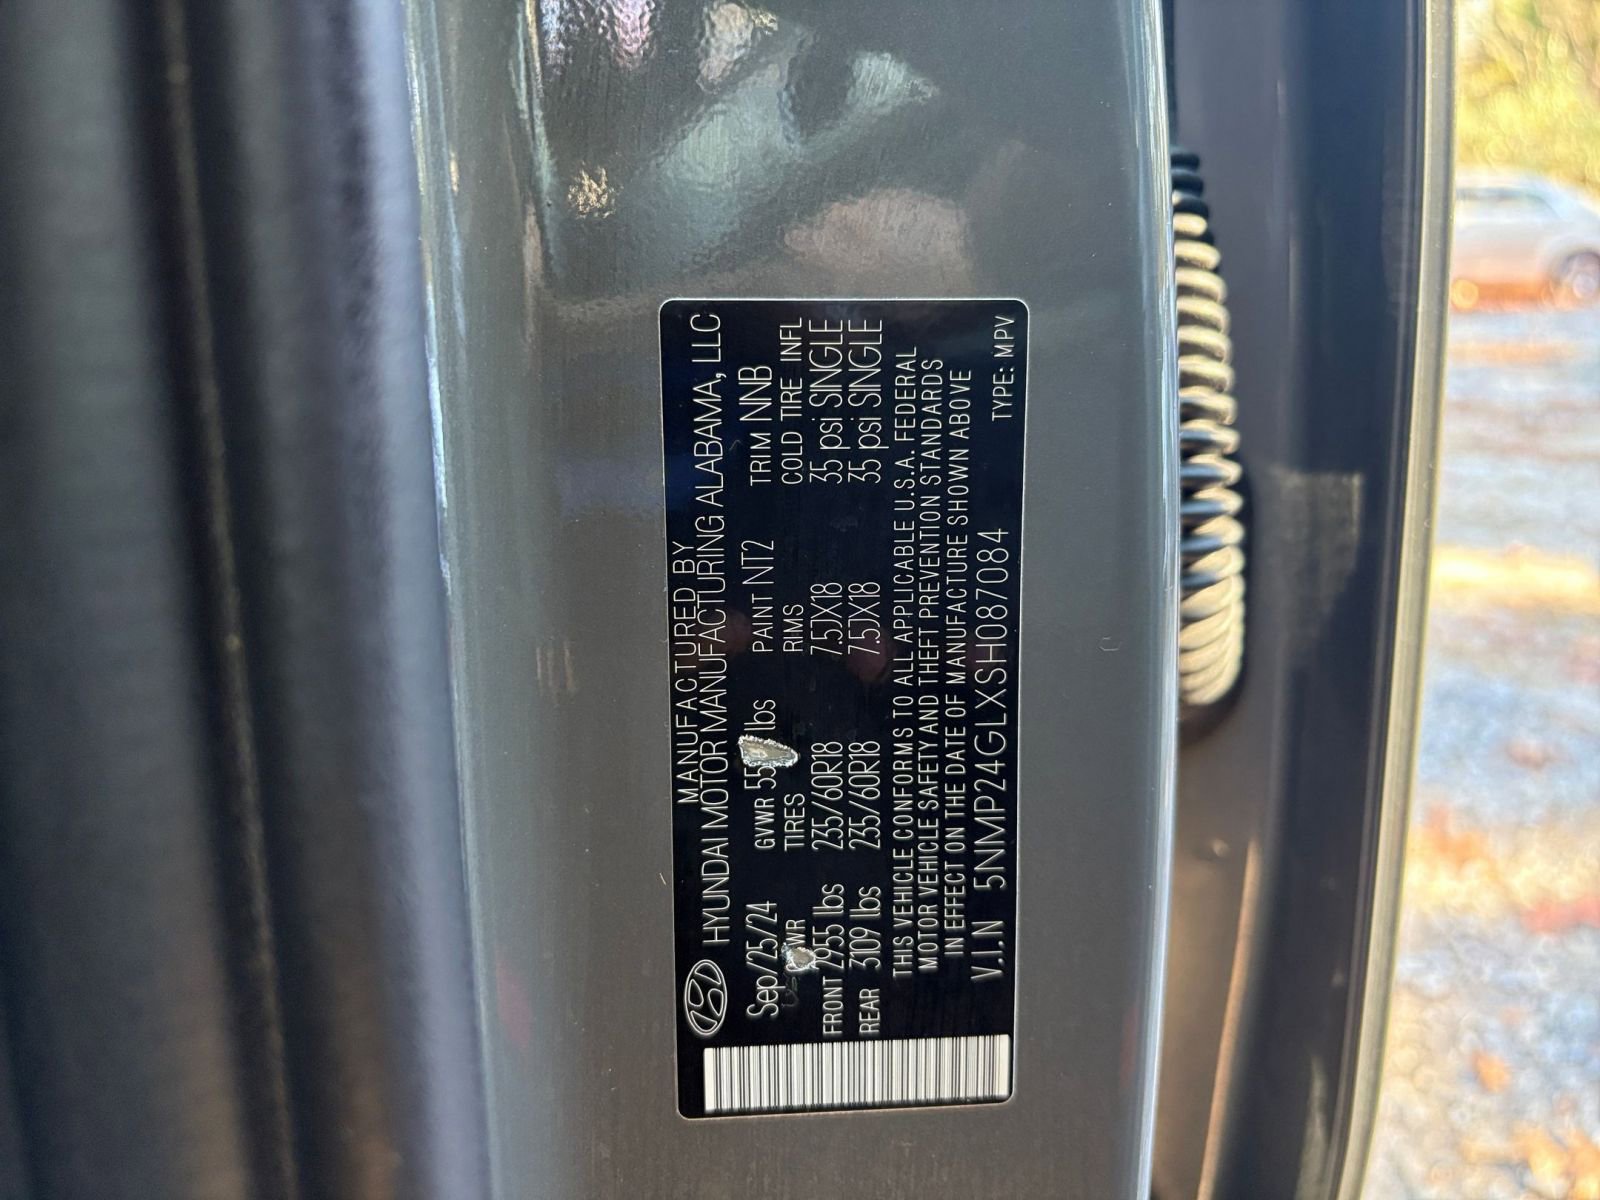 MANUFACTURED BY
HYUNDAI MOTOR MANUFACTURING ALABAMA, LLC
Sep/25/24 GVWR 55 lbs PAINT NT2 TRIM NNB
WR TIRES RIMS COLD TIRE INFL
FRONT 2955 lbs 235/60R18 7.5JX18 35 psi SINGLE
REAR 3109 lbs 235/60R18 7.5JX18 35 psi SINGLE
THIS VEHICLE CONFORMS TO ALL APPLICABLE U.S.A. FEDERAL
MOTOR VEHICLE SAFETY AND THEFT PREVENTION STANDARDS
IN EFFECT ON THE DATE OF MANUFACTURE SHOWN ABOVE
V.I.N 5NMP24GLXSH087084 TYPE: MPV